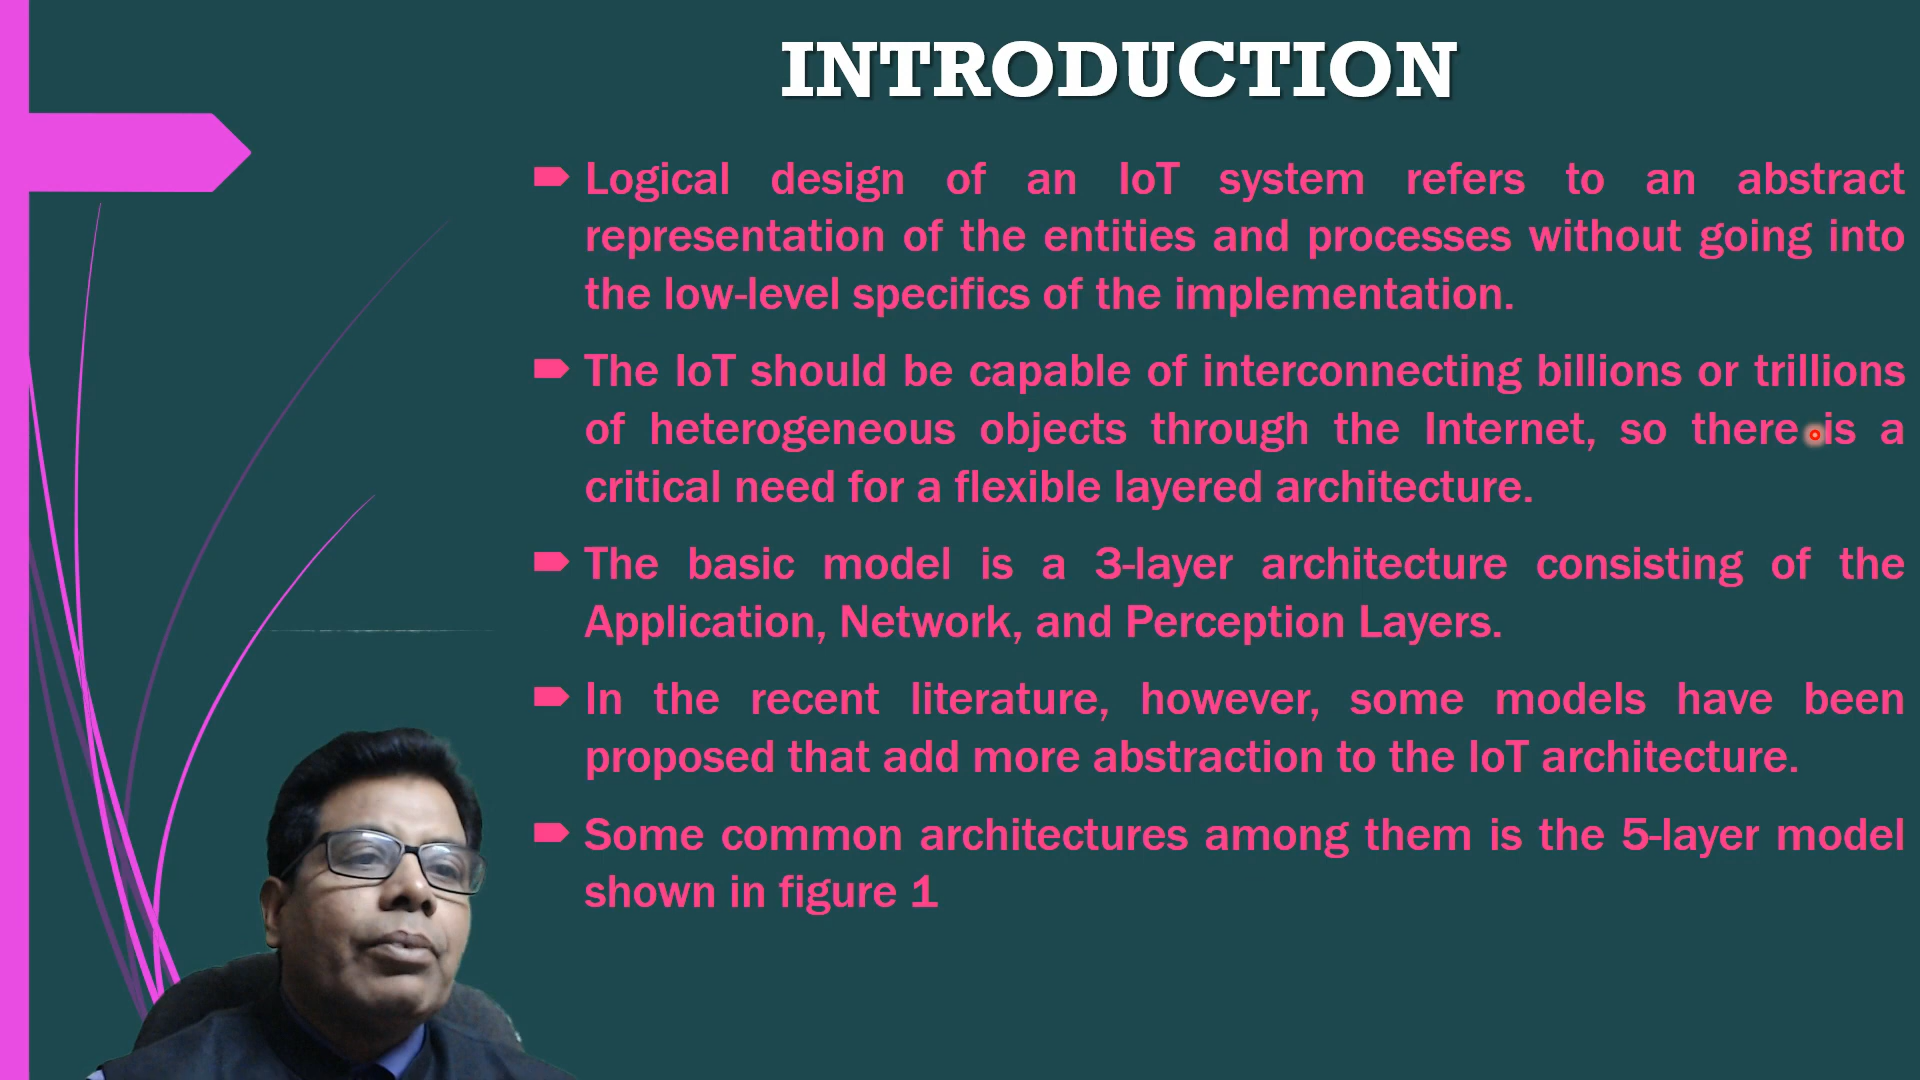 INTRODUCTION
Logical design of an IoT system refers to an abstract
representation of the entities and processes without going into
the low-level specifics of the implementation.
The IoT should be capable of interconnecting billions or trillions
of heterogeneous objects through the Internet, so there is a
critical need for a flexible layered architecture.
The basic model is a 3-layer architecture consisting of the
Application, Network, and Perception Layers.
In the recent literature, however, some models have been
proposed that add more abstraction to the IoT architecture.
Some common architectures among them is the 5-layer model
shown in figure 1